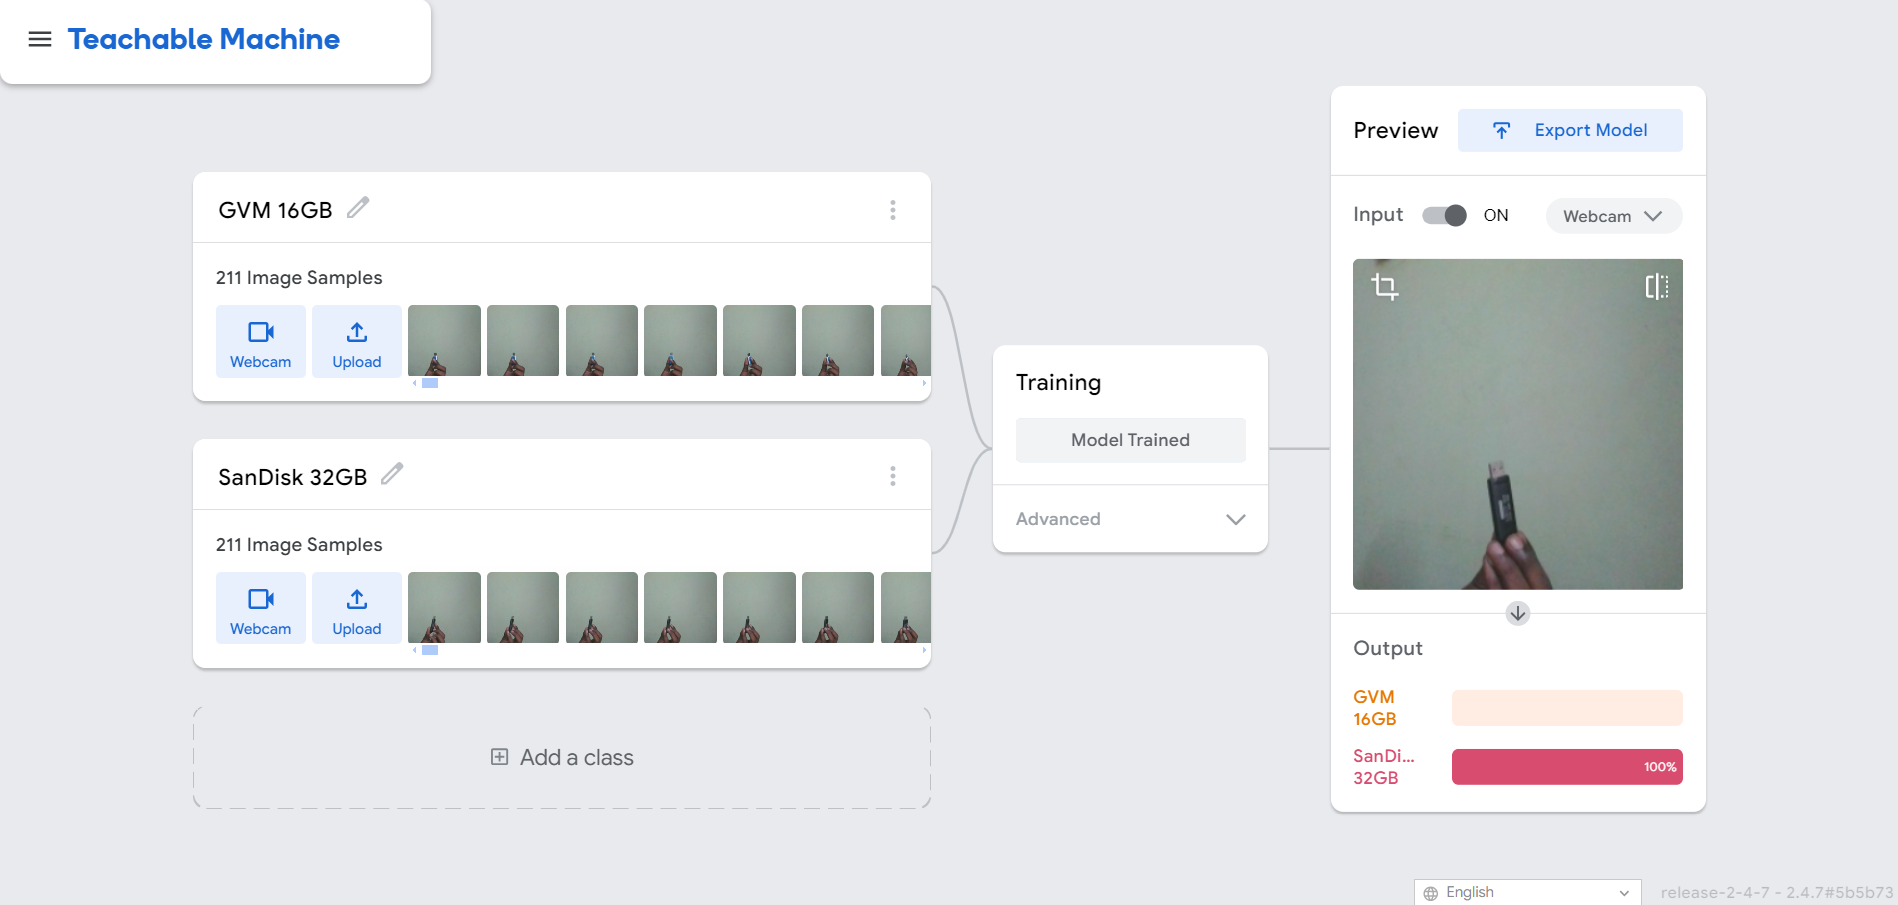 Teachable Machine
GVM 16GB
211 Image Samples
Webcam
Upload
SanDisk 32GB
211 Image Samples
Webcam
Upload
Add a class
Training
Model Trained
Advanced
Preview
Export Model
Input
ON
Webcam
Output
GVM
16GB
SanDi...
32GB
100%
English
release-2-4-7 - 2.4.7#5b5b73